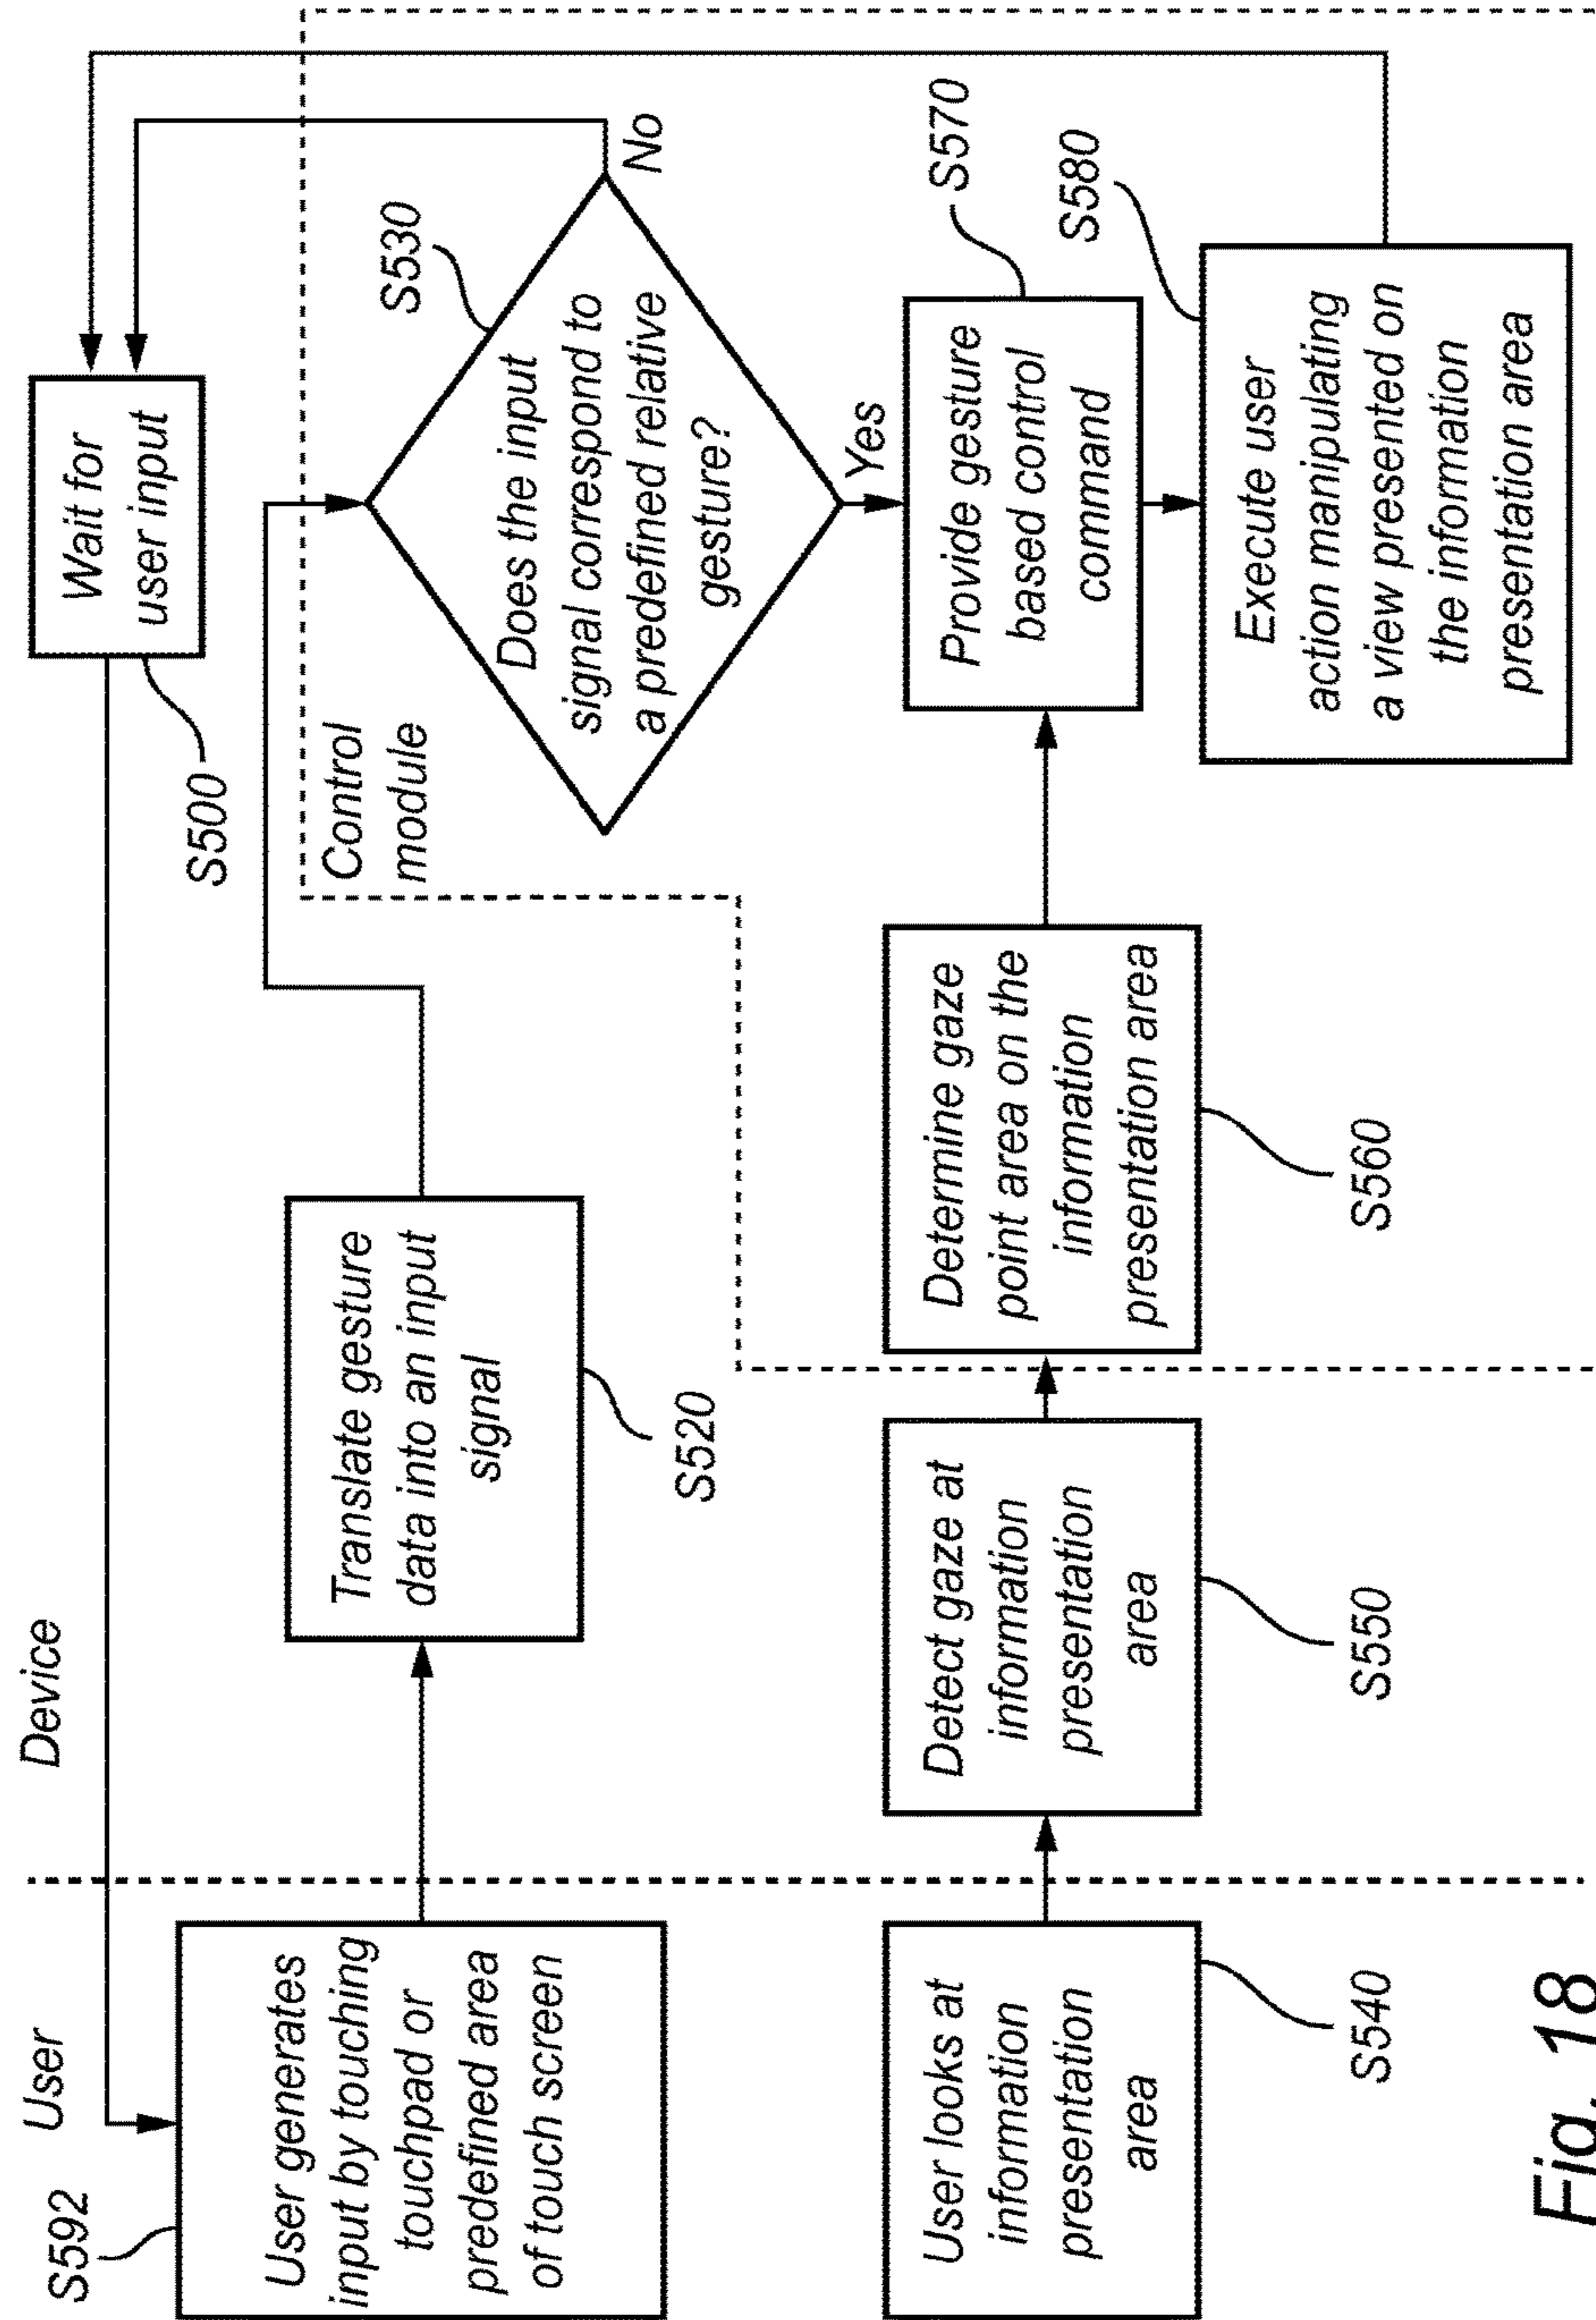 User
Device
S592
User generates
input by touching
touchpad or
predefined area
of touch screen
Wait for
user input
S500
Translate gesture
data into an input
signal
S520
Control
module
S530
Does the input
signal correspond to
a predefined relative
gesture?
No
Yes
User looks at
information
presentation
area
S540
Detect gaze at
information
presentation
area
S550
Determine gaze
point area on the
information
presentation area
S560
Provide gesture
based control
command
S570
Execute user
action manipulating
a view presented on
the information
presentation area
S580
Fig. 18